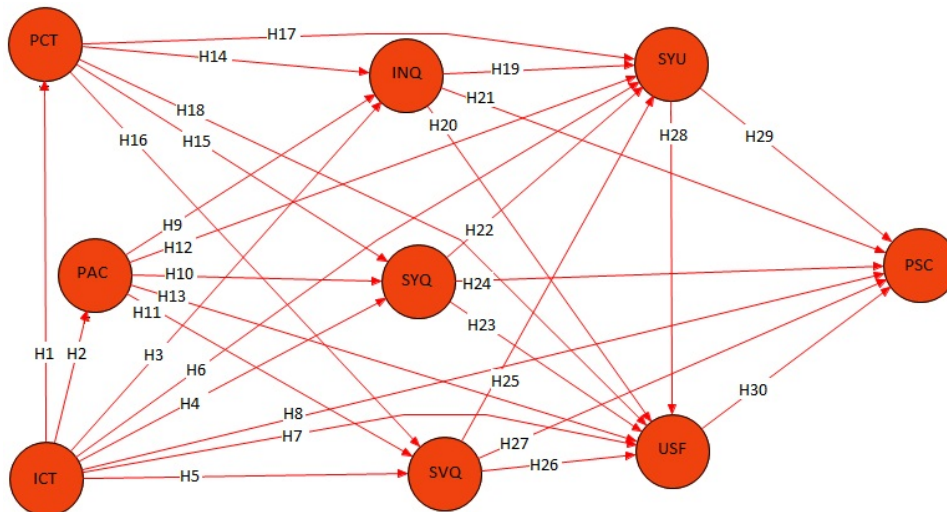 H17
PCT
SYU
H14
INQ
H19
H21
H18
H20
H16
H15
H28
H29
H9
H22
H12
PAC
H10
SYQ
H24
PSC
H13
H11
H23
H1
H2
H3
H6
H25
H4
H30
H8
H7
H27
USF
ICT
H5
SVQ
H26